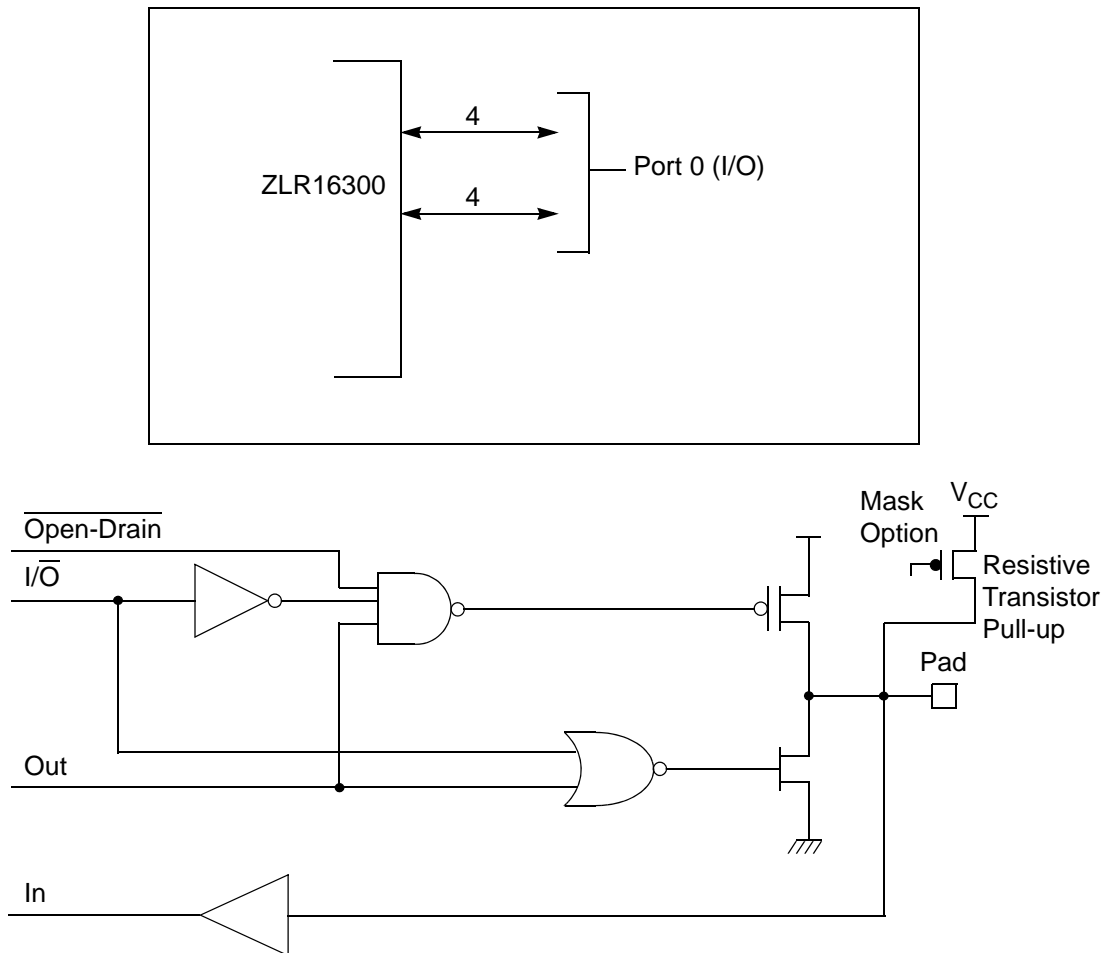 4
ZLR16300
Port 0 (I/O)
4
Mask
Option
VCC
Resistive
Transistor
Pull-up
Pad
Open-Drain
I/O
Out
In